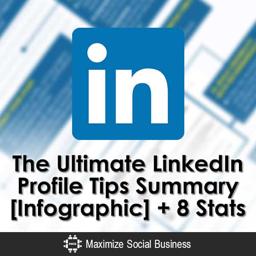 in
The Ultimate LinkedIn
Profile Tips Summary
[Infographic] + 8 Stats
Maximize Social Business